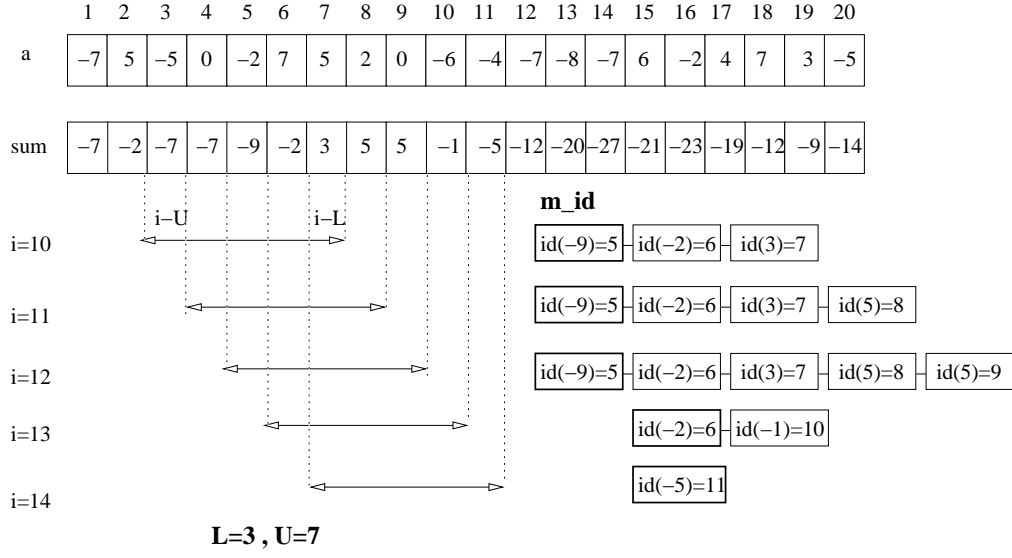 1 2 3 4 5 6 7 8 9 10 11 12 13 14 15 16 17 18 19 20
a −7 5 −5 0 −2 7 5 2 0 −6 −4 −7 −8 −7 6 −2 4 7 3 −5
sum −7 −2 −7 −7 −9 −2 3 5 5 −1 −5 −12 −20 −27 −21 −23 −19 −12 −9 −14
m_id
i−U i−L
i=10 id(−9)=5 id(−2)=6 id(3)=7
i=11 id(−9)=5 id(−2)=6 id(3)=7 id(5)=8
i=12 id(−9)=5 id(−2)=6 id(3)=7 id(5)=8 id(5)=9
i=13 id(−2)=6 id(−1)=10
i=14 id(−5)=11
L=3 , U=7